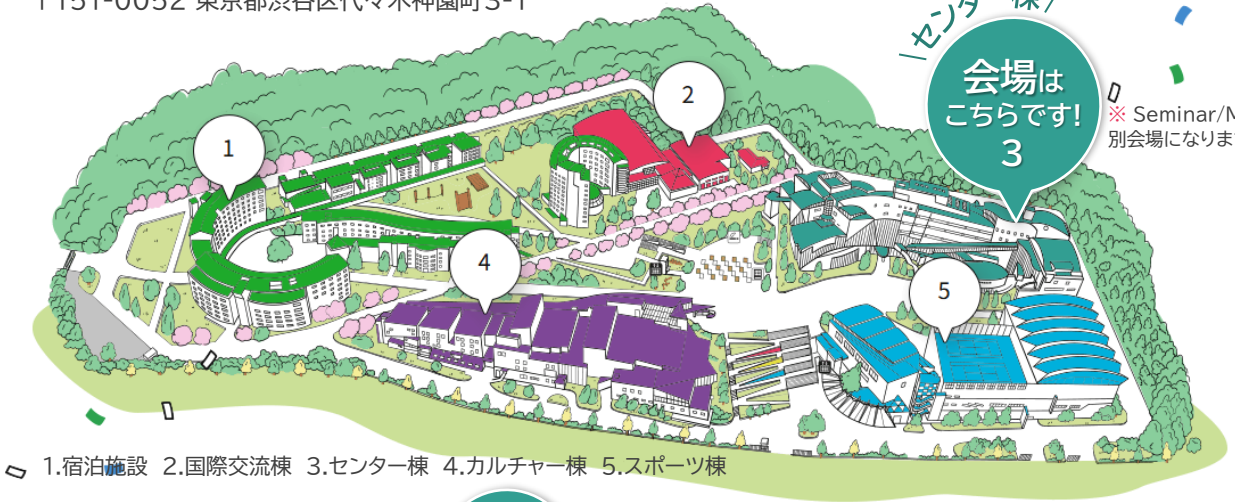 〒151-0052 東京都渋谷区代々木神園町3-1
\センター棟/
会場は
こちらです!
3
※ Seminar/
別会場になりま
1
2
4
5
1.宿泊施設 2.国際交流棟 3.センター棟 4.カルチャー棟 5.スポーツ棟